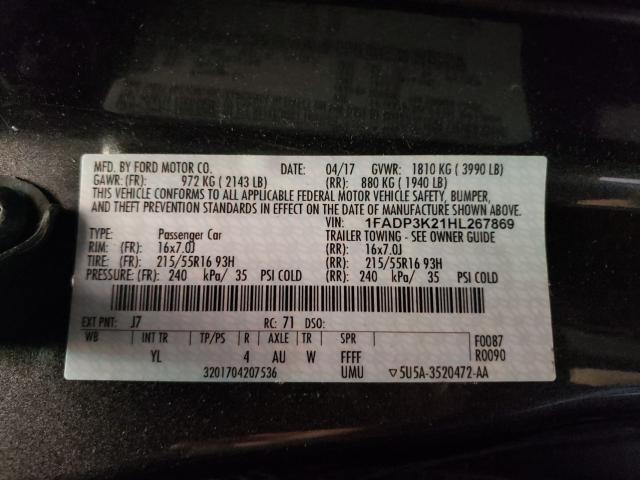 MFD. BY FORD MOTOR CO. DATE: 04/17 GVWR: 1810 KG ( 3990 LB)
GAWR: (FR): 972 KG ( 2143 LB) (RR): 880 KG ( 1940 LB)
THIS VEHICLE CONFORMS TO ALL APPLICABLE FEDERAL MOTOR VEHICLE SAFETY, BUMPER,
AND THEFT PREVENTION STANDARDS IN EFFECT ON THE DATE OF MANUFACTURE SHOWN ABOVE.
VIN: 1FADP3K21HL267869
TYPE: Passenger Car TRAILER TOWING - SEE OWNER GUIDE
RIM: (FR): 16x7.0J (RR): 16x7.0J
TIRE: (FR): 215/55R16 93H (RR): 215/55R16 93H
PRESSURE: (FR): 240 kPa/ 35 PSI COLD (RR): 240 kPa/ 35 PSI COLD
EXT PNT: J7 RC: 71 DSO:
WB INT TR TP/PS R AXLE TR SPR F0087
YL 4 AU W FFFF R0090
3201704207536 UMU ▽5U5A-3520472-AA